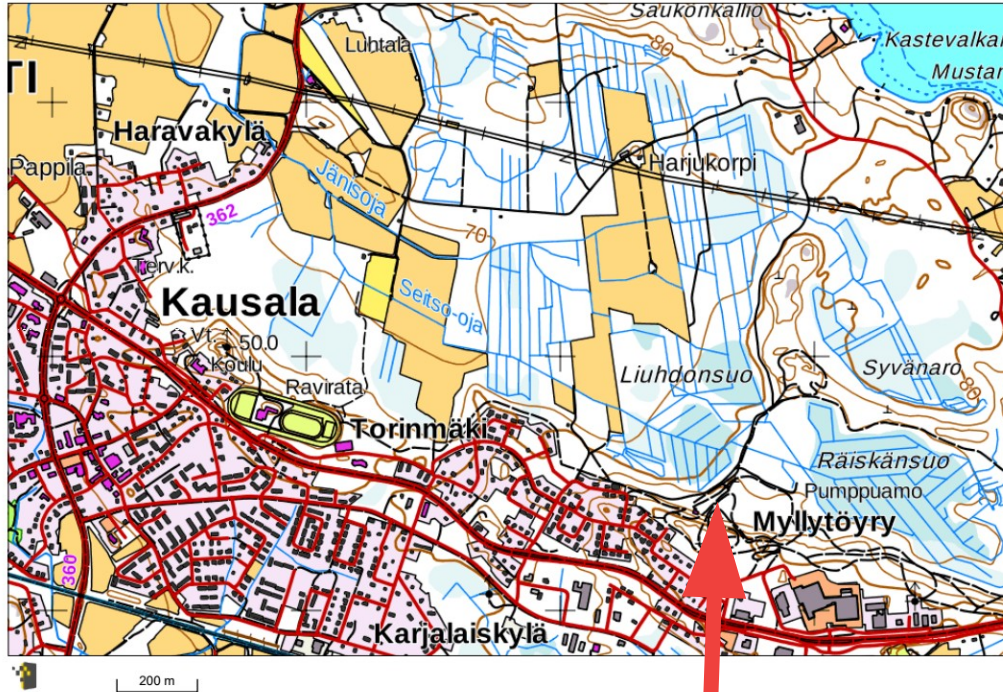 Saukonkallio
80
Luhtala
Kastevalkai
Mustar
TI
Haravakylä
Pappila
Harjukorpi
Jänisoja
362
70
Terv.k.
Seitso-oja
Kausala
Vt.
50.0
Koulu
Liuhdonsuo
Syvänaro
Ravirata
80
Torinmäki
Räiskänsuo
Pumppuamo
Myllytöyry
360
Karjalaiskylä
200 m